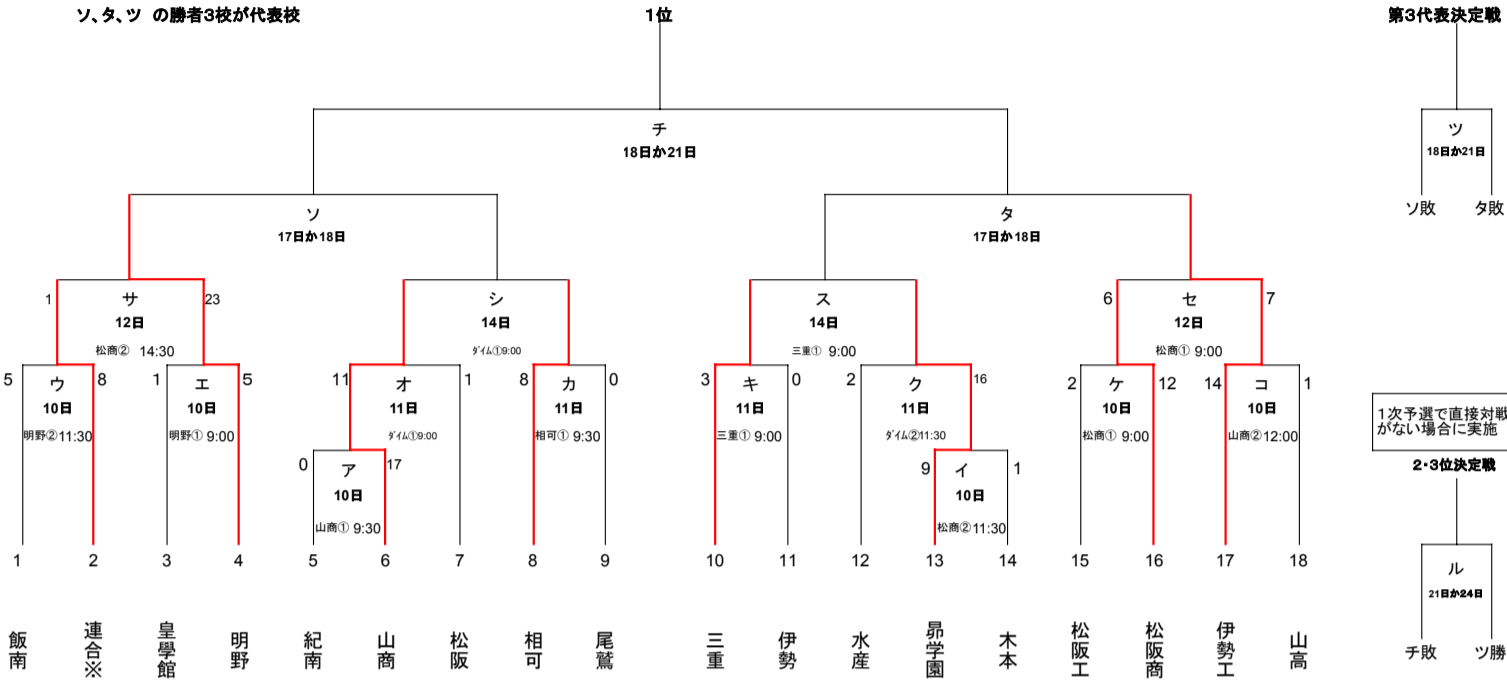 ソ、タ、ツ の勝者3校が代表校
1位
第3代表決定戦
チ
18日か21日
ツ
18日か21日
ソ敗 タ敗
ソ
17日か18日
タ
17日か18日
1 サ 23
12日
松商② 14:30
シ
14日
ダイム①9:00
ス
14日
三重① 9:00
6 セ 7
12日
松商① 9:00
5 ウ 8
10日
明野②11:30
1 エ 5
10日
明野① 9:00
11 オ 1
11日
ダイム①9:00
8 カ 0
11日
相可① 9:30
3 キ 0
11日
三重① 9:00
2 ク 16
11日
ダイム②11:30
2 ケ 12
10日
松商① 9:00
14 コ 1
10日
山商②12:00
1次予選で直接対戦
がない場合に実施
2・3位決定戦
0 ア 17
10日
山商① 9:30
9 イ 1
10日
松商②11:30
ル
21日か24日
チ敗 ツ勝
1 2 3 4 5 6 7 8 9 10 11 12 13 14 15 16 17 18
飯南
連合※
皇學館
明野
紀南
山商
松阪
相可
尾鷲
三重
伊勢
水産
昴学園
木本
松阪工
松阪商
伊勢工
山高